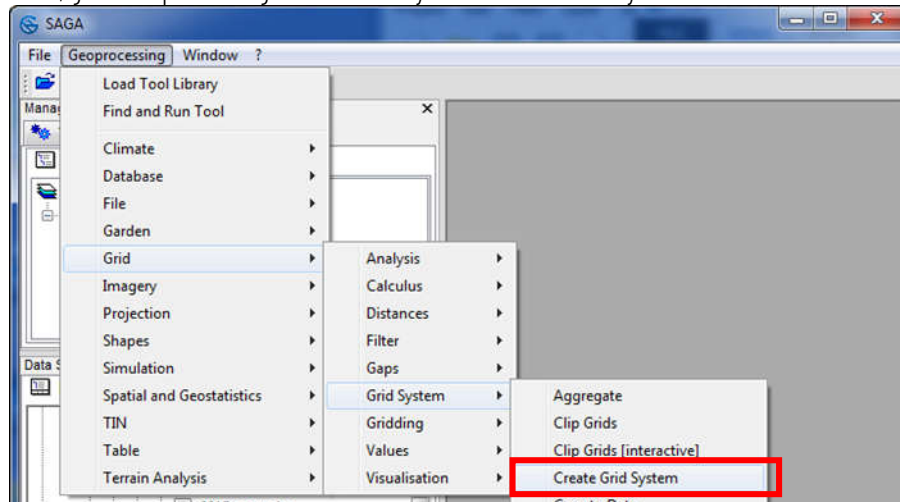 SAGA
File Geoprocessing Window ?
Load Tool Library
Find and Run Tool
Climate
Database
File
Garden
Grid
Imagery
Projection
Shapes
Simulation
Spatial and Geostatistics
TIN
Table
Terrain Analysis
Analysis
Calculus
Distances
Filter
Gaps
Grid System
Gridding
Values
Visualisation
Aggregate
Clip Grids
Clip Grids [interactive]
Create Grid System